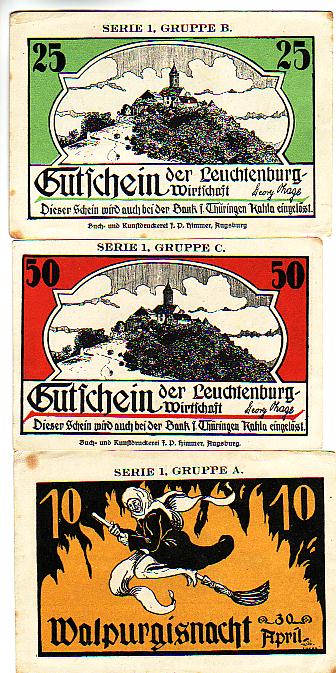 SERIE 1, GRUPPE B.
25 25
Gutschein der Leuchtenburg-
Wirtschaft
Dieser Schein wird auch bei der Bank f. Thüringen Kahla eingelöst.
Buch- und Kunstdruckerei J. P. Himmer, Augsburg
SERIE 1, GRUPPE C.
50 50
Gutschein der Leuchtenburg-
Wirtschaft
Dieser Schein wird auch bei der Bank f. Thüringen Kahla eingelöst.
Buch- und Kunstdruckerei J. P. Himmer, Augsburg.
SERIE 1, GRUPPE A.
10 10
Walpurgisnacht 30
April